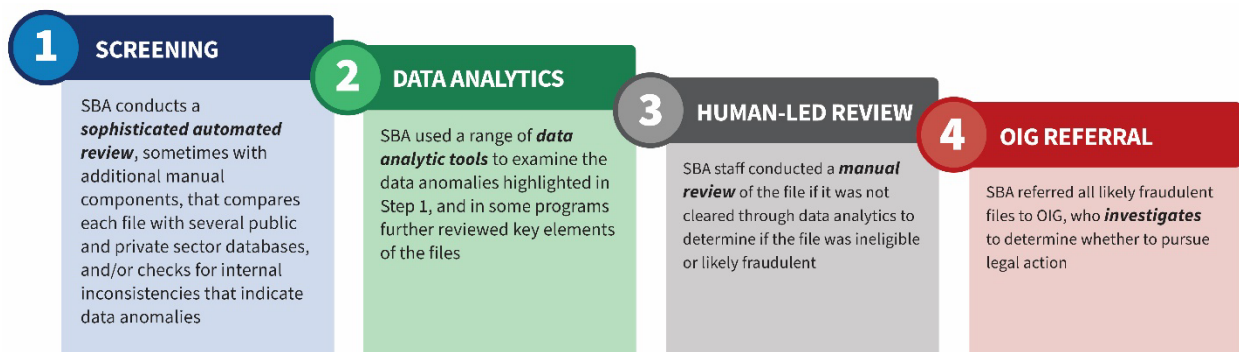 1
SCREENING
SBA conducts a
sophisticated automated
review, sometimes with
additional manual
components, that compares
each file with several public
and private sector databases,
and/or checks for internal
inconsistencies that indicate
data anomalies
2
DATA ANALYTICS
SBA used a range of data
analytic tools to examine the
data anomalies highlighted in
Step 1, and in some programs
further reviewed key elements
of the files
3
HUMAN-LED REVIEW
SBA staff conducted a manual
review of the file if it was not
cleared through data analytics to
determine if the file was ineligible
or likely fraudulent
4
OIG REFERRAL
SBA referred all likely fraudulent
files to OIG, who investigates
to determine whether to pursue
legal action